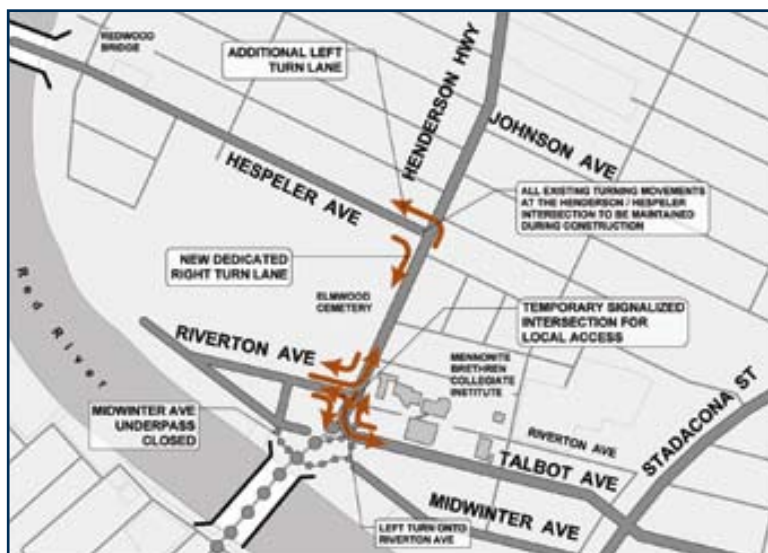 REDWOOD
BRIDGE
ADDITIONAL LEFT
TURN LANE
HENDERSON HWY
JOHNSON AVE
HESPELER AVE
ALL EXISTING TURNING MOVEMENTS
AT THE HENDERSON / HESPELER
INTERSECTION TO BE MAINTAINED
DURING CONSTRUCTION
NEW DEDICATED
RIGHT TURN LANE
ELMWOOD
CEMETERY
Red River
TEMPORARY SIGNALIZED
INTERSECTION FOR
LOCAL ACCESS
RIVERTON AVE
MENNONITE
BRETHREN
COLLEGIATE
INSTITUTE
STADACONA ST
MIDWINTER AVE
UNDERPASS
CLOSED
RIVERTON AVE
TALBOT AVE
MIDWINTER AVE
LEFT TURN ONTO
RIVERTON AVE